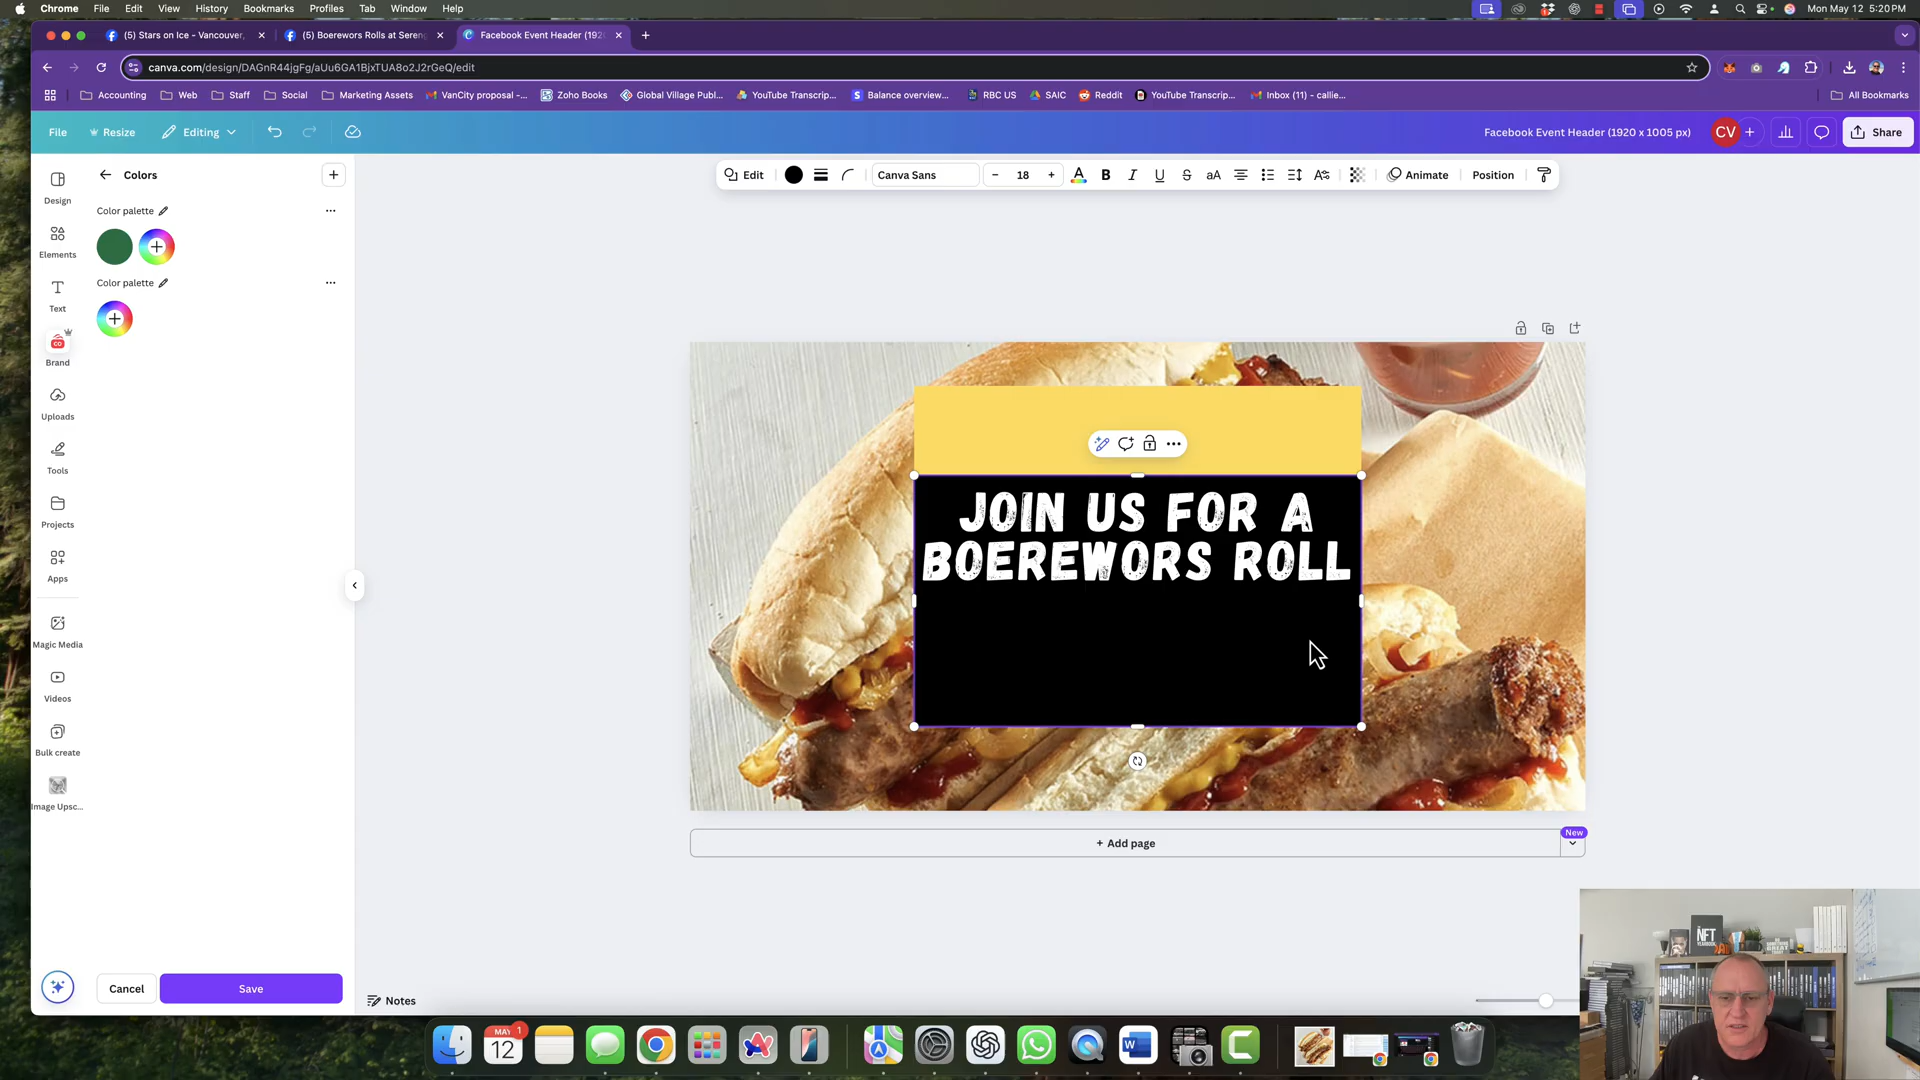 Chrome File Edit View History Bookmarks Profiles Tab Window Help
Mon May 12 5:20PM
(5) Stars on Ice - Vancouver,
(5) Boerewors Rolls at Sereng
Facebook Event Header (192
canva.com/design/DAGnR44jgFg/aUu6GA1BjxTUA8o2J2rGeQ/edit
Accounting Web Staff Social Marketing Assets VanCity proposal -... Zoho Books Global Village Publ... YouTube Transcrip... Balance overview... RBC US SAIC Reddit YouTube Transcrip... Inbox (11) - callie... All Bookmarks
File Resize Editing
Facebook Event Header (1920 x 1005 px)
CV
Share
Design
Elements
Text
Brand
Uploads
Tools
Projects
Apps
Magic Media
Videos
Bulk create
Image Upsc...
Colors
Color palette
Color palette
Cancel
Save
Edit
Canva Sans
18
A
B
I
U
S
aA
Animate
Position
JOIN US FOR A
BOEREWORS ROLL
+ Add page
New
Notes
MAY
1
12
NFT